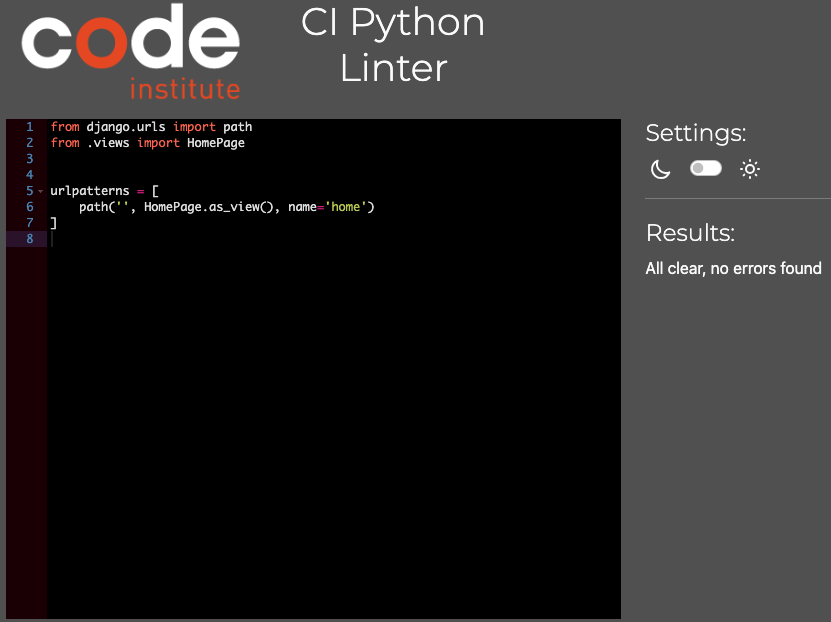 code
institute
CI Python
Linter
1 from django.urls import path
2 from .views import HomePage
3
4
5 urlpatterns = [
6     path('', HomePage.as_view(), name='home')
7 ]
8
Settings:
Results:
All clear, no errors found